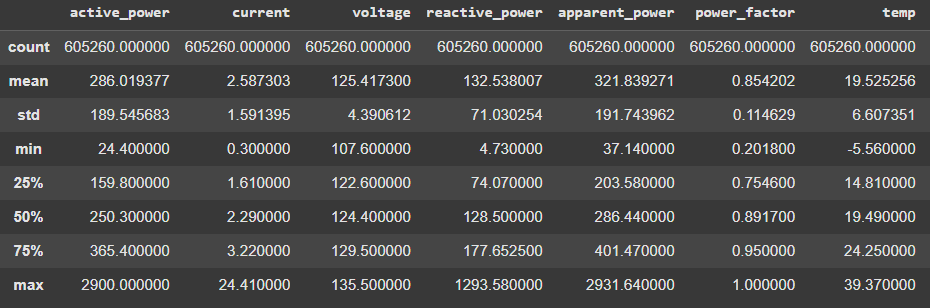 active_power current voltage reactive_power apparent_power power_factor temp
count 605260.000000 605260.000000 605260.000000 605260.000000 605260.000000 605260.000000 605260.000000
mean 286.019377 2.587303 125.417300 132.538007 321.839271 0.854202 19.525256
std 189.545683 1.591395 4.390612 71.030254 191.743962 0.114629 6.607351
min 24.400000 0.300000 107.600000 4.730000 37.140000 0.201800 -5.560000
25% 159.800000 1.610000 122.600000 74.070000 203.580000 0.754600 14.810000
50% 250.300000 2.290000 124.400000 128.500000 286.440000 0.891700 19.490000
75% 365.400000 3.220000 129.500000 177.652500 401.470000 0.950000 24.250000
max 2900.000000 24.410000 135.500000 1293.580000 2931.640000 1.000000 39.370000